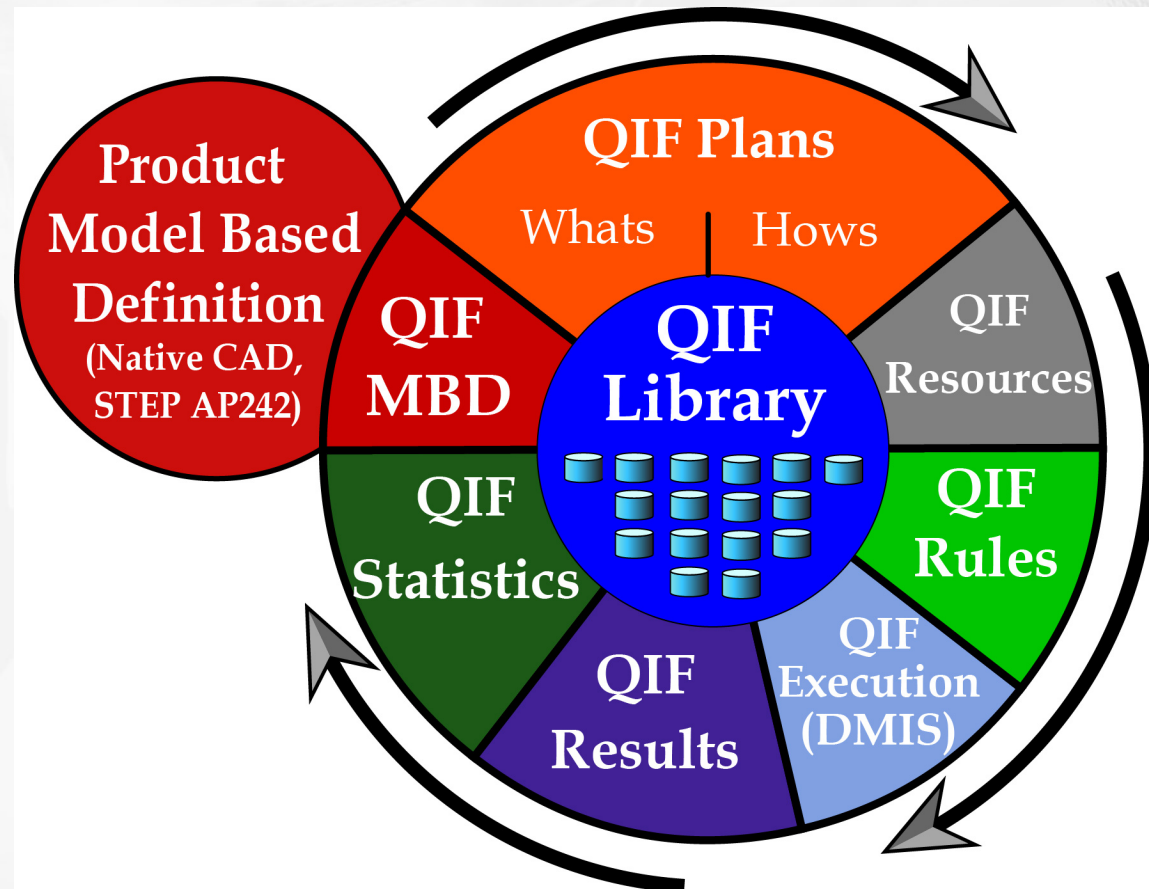 Product
Model Based
Definition
(Native CAD,
STEP AP242)
QIF Plans
Whats
Hows
QIF
Resources
QIF
Rules
QIF
Execution
(DMIS)
QIF
Results
QIF
Statistics
QIF
MBD
QIF
Library